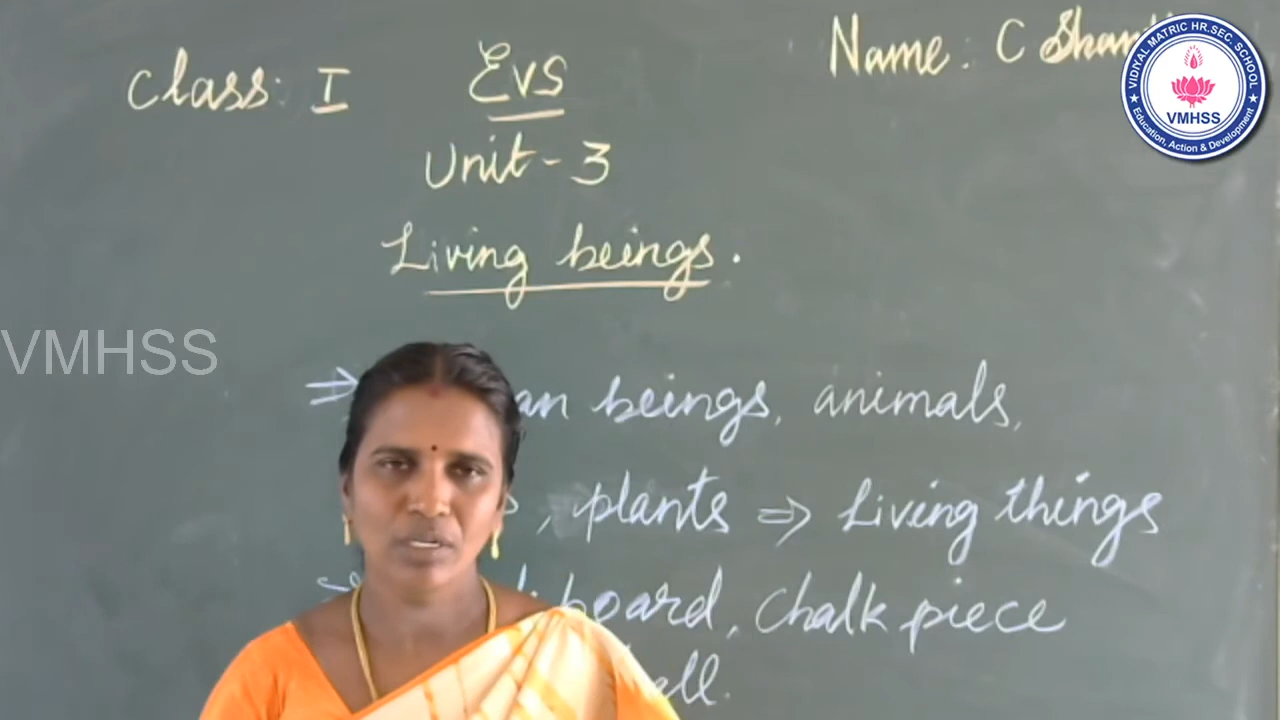 Class: I
EVS
Name: C
Unit - 3
Living beings.
beings, animals,
, plants ⇒ Living things
board, chalk piece
VIDIYAL MATRIC HR.SEC. SCHOOL
VMHSS
★ Education, Action & Development ★
VMHSS